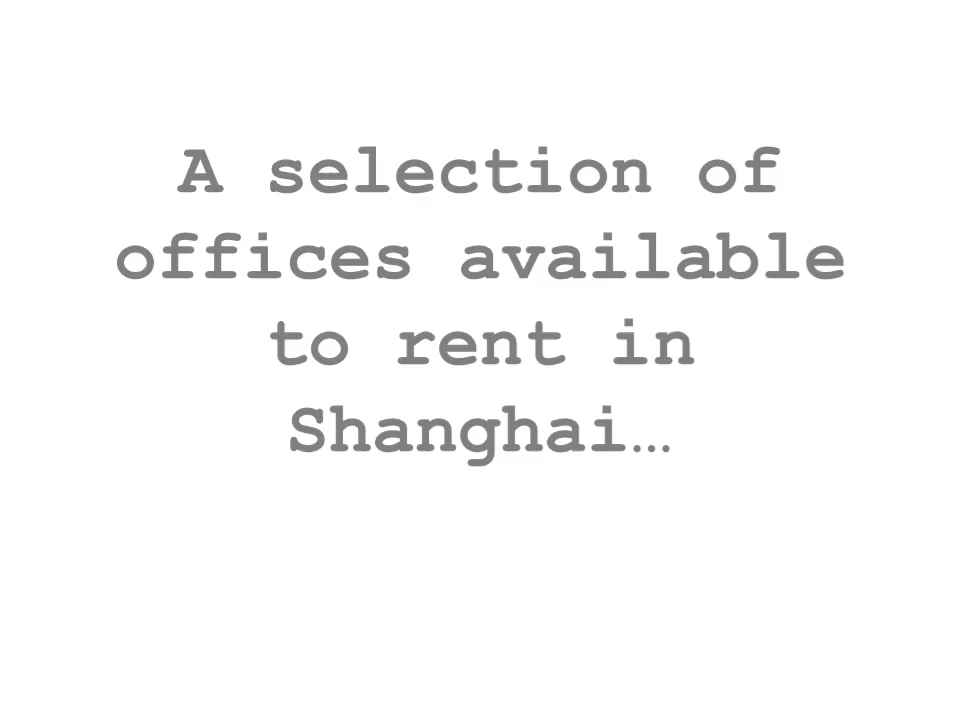 A selection of
offices available
to rent in
Shanghai…